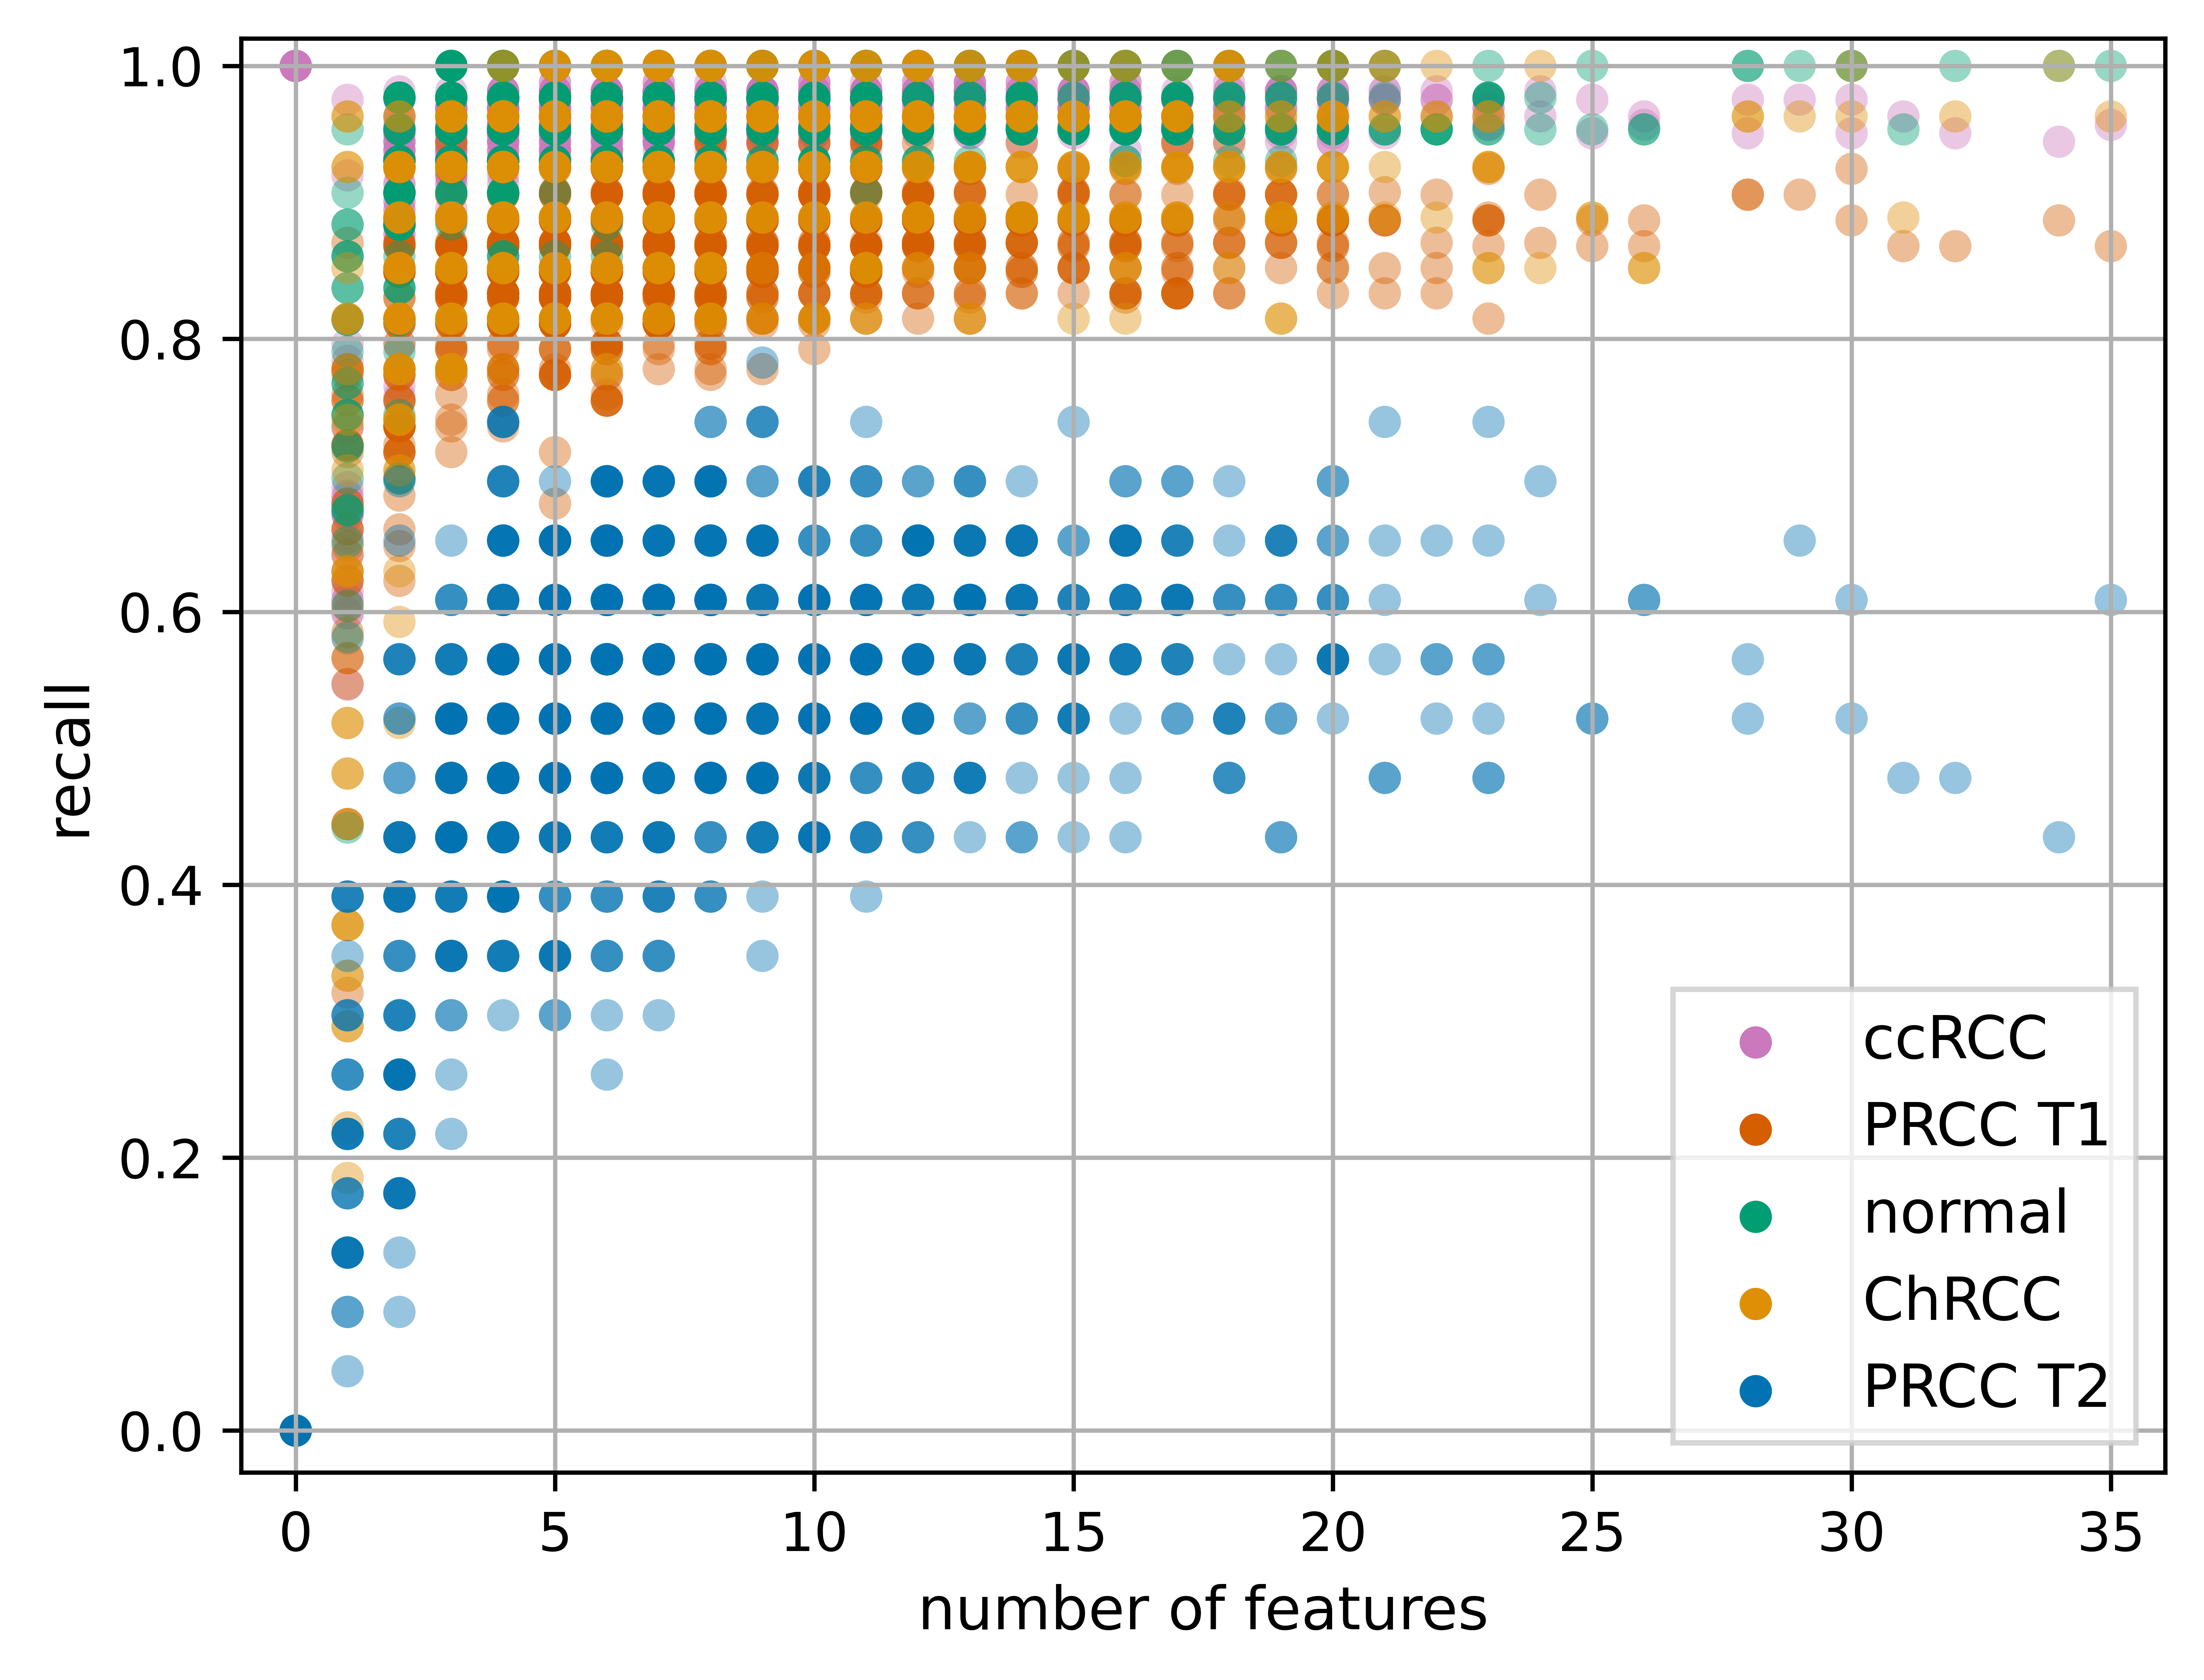 1.0
0.8
0.6
0.4
0.2
0.0
recall
ccRCC
PRCC T1
normal
ChRCC
PRCC T2
0 5 10 15 20 25 30 35
number of features